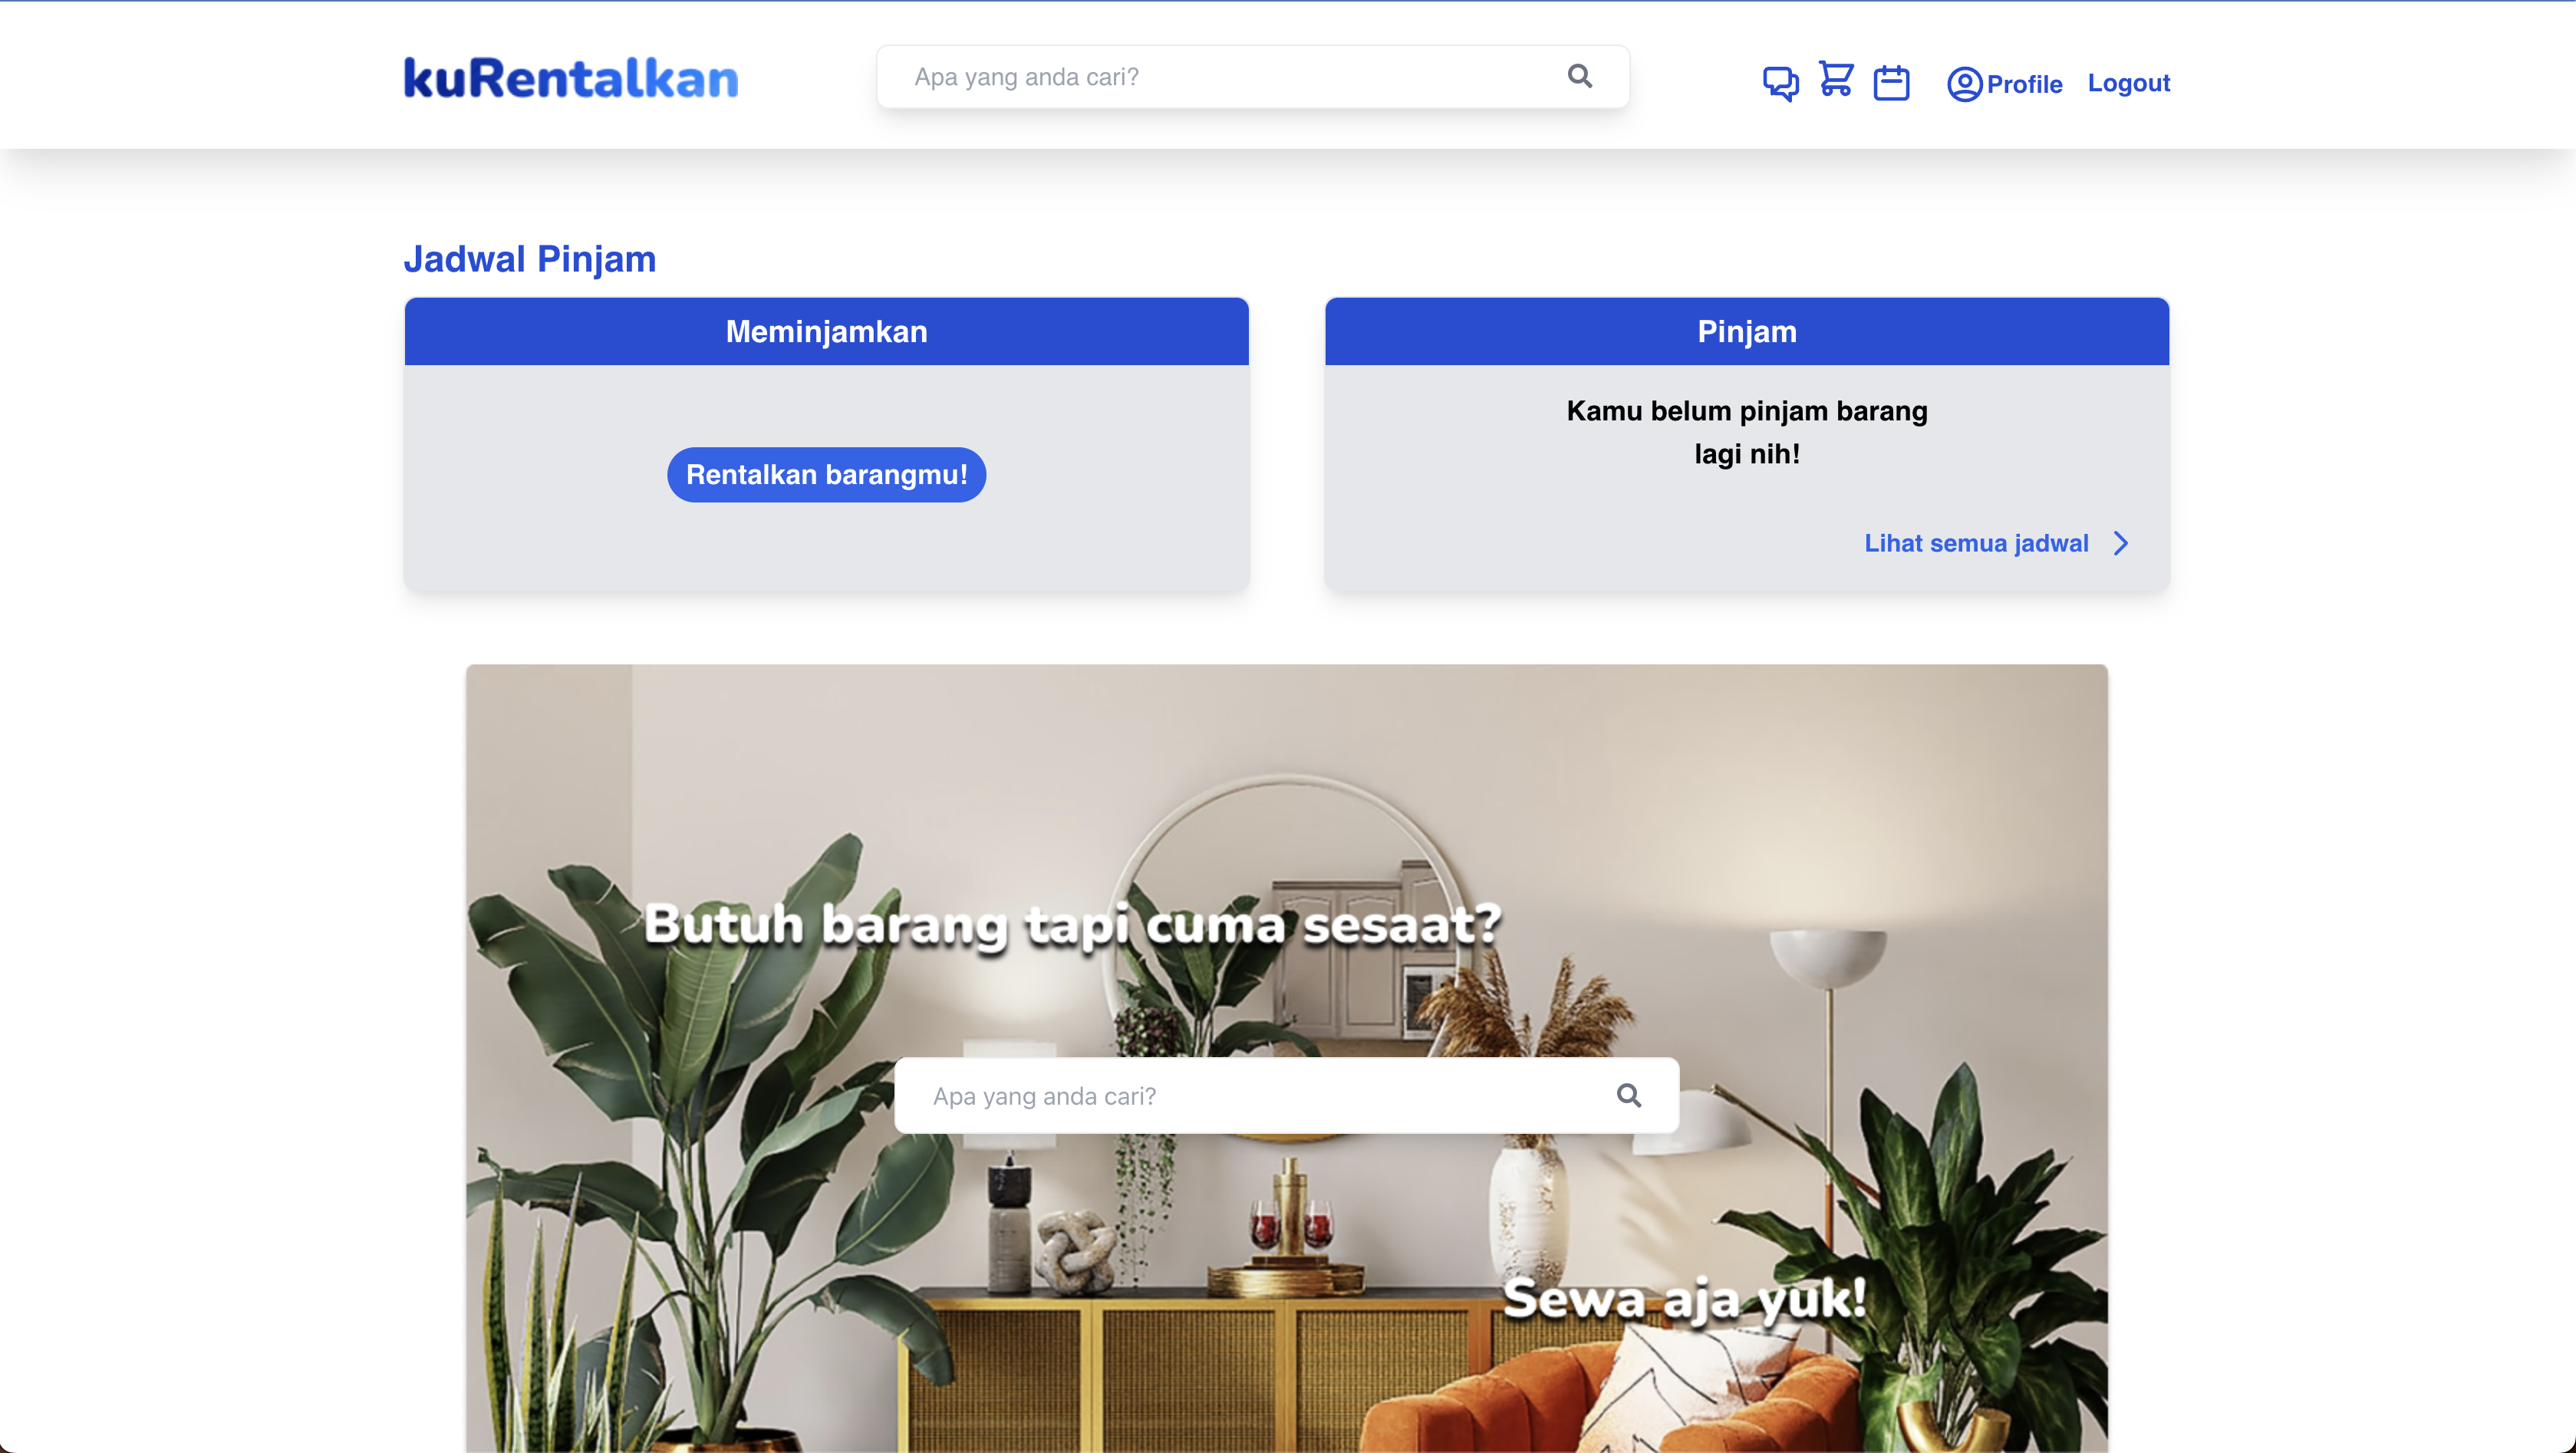 kuRentalkan
Apa yang anda cari?
Profile
Logout
Jadwal Pinjam
Meminjamkan
Rentalkan barangmu!
Pinjam
Kamu belum pinjam barang
lagi nih!
Lihat semua jadwal
Butuh barang tapi cuma sesaat?
Apa yang anda cari?
Sewa aja yuk!